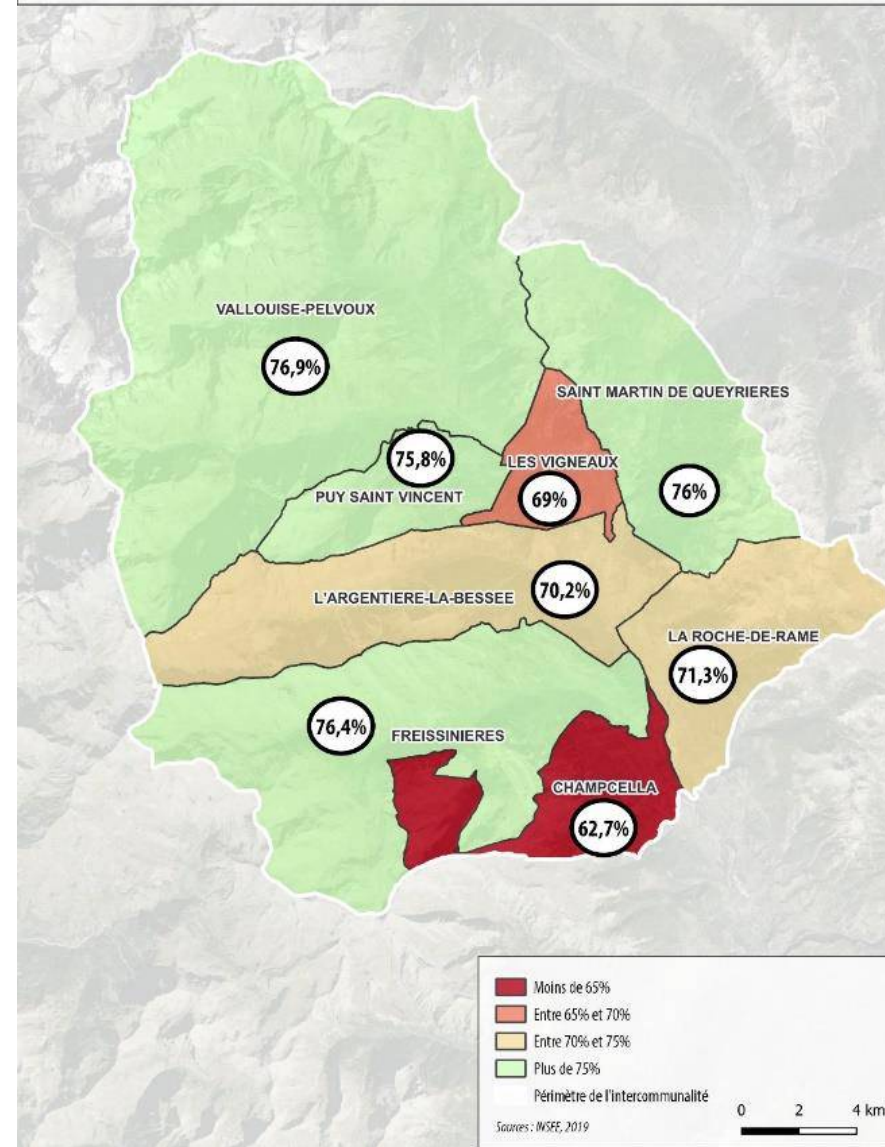 VALLOUISE-PELVOUX
76,9%
SAINT MARTIN DE QUEYRIERES
75,8%
LES VIGNEAUX
PUY SAINT VINCENT
69%
76%
L'ARGENTIERE-LA-BESSEE
70,2%
LA ROCHE-DE-RAME
71,3%
76,4%
FREISSINIERES
CHAMPCELLA
62,7%
Moins de 65%
Entre 65% et 70%
Entre 70% et 75%
Plus de 75%
Périmètre de l'intercommunalité
Sources : INSEE, 2019
0 2 4 km